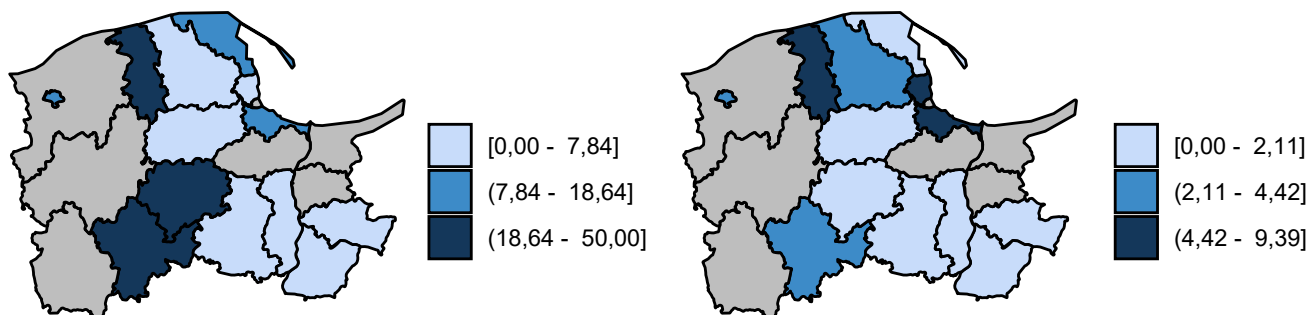 [0,00 - 7,84]
(7,84 - 18,64]
(18,64 - 50,00]
[0,00 - 2,11]
(2,11 - 4,42]
(4,42 - 9,39]